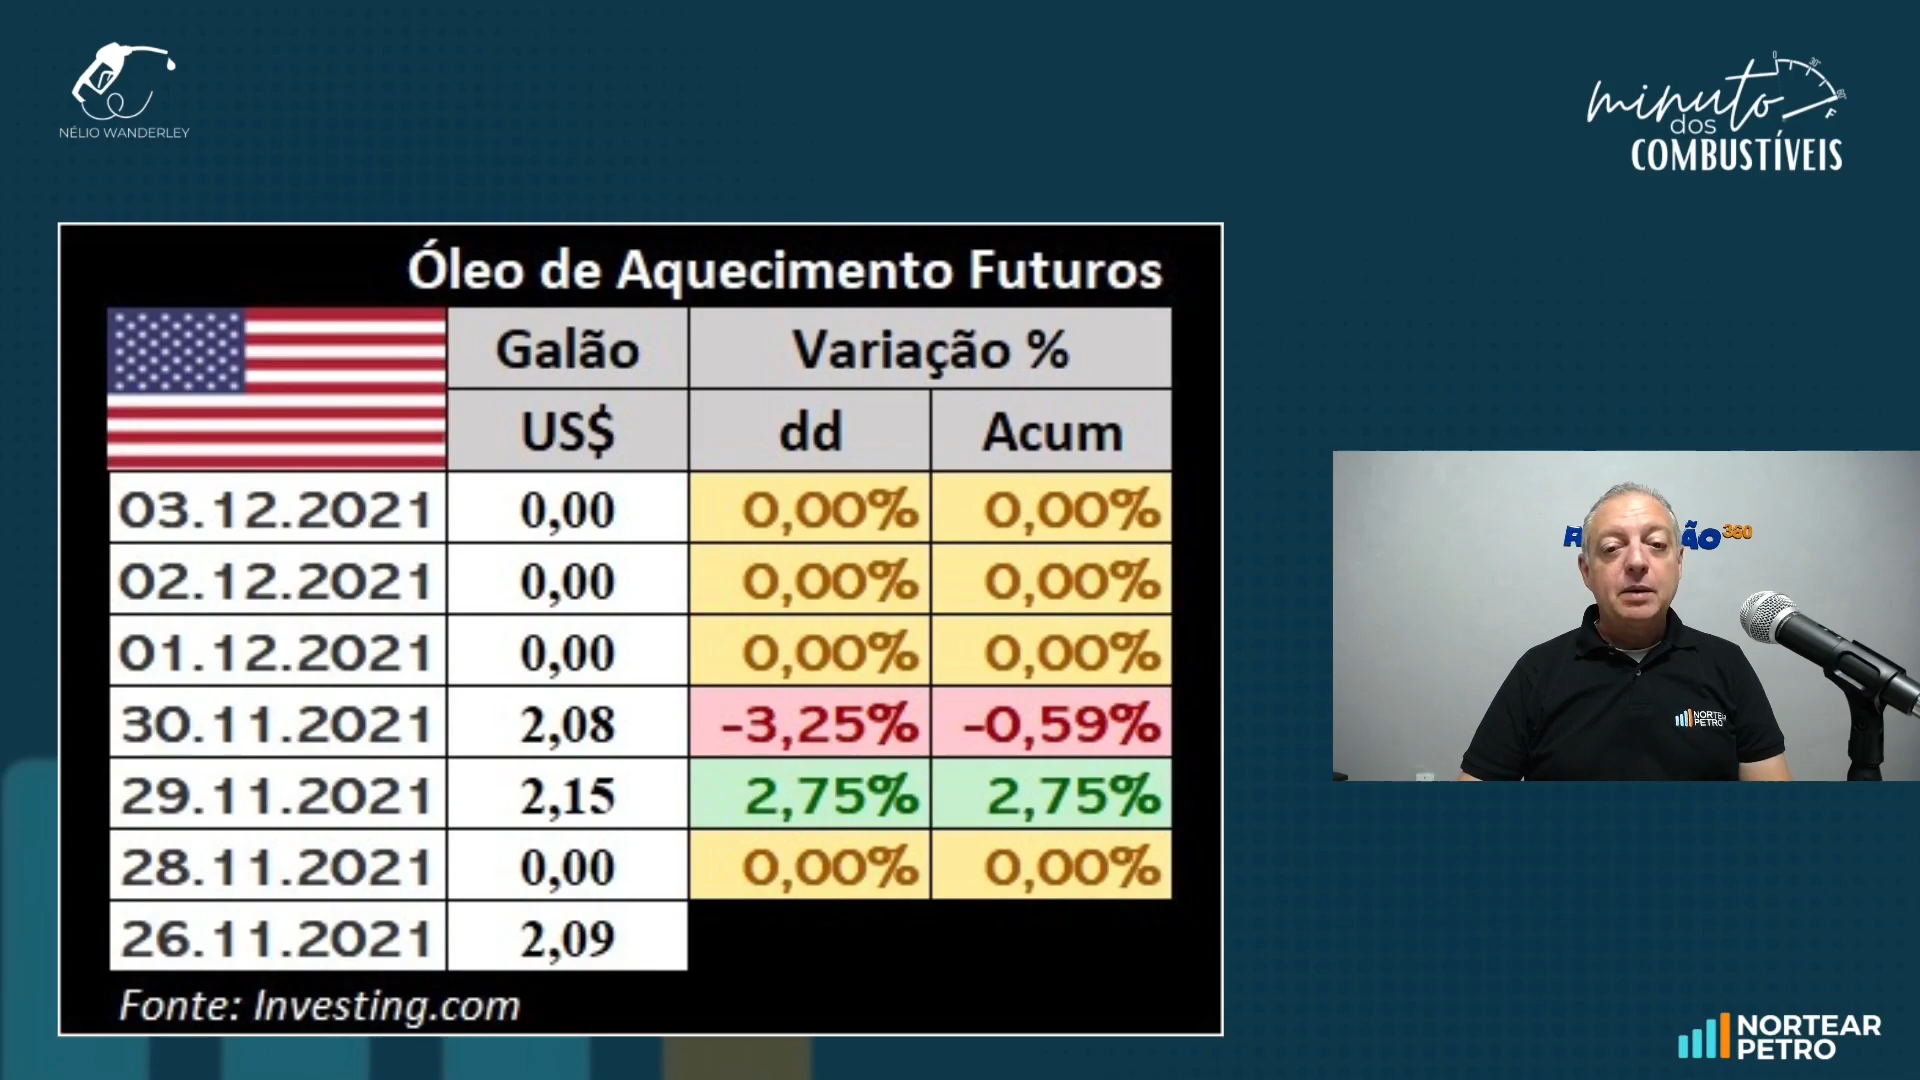 NÉLIO WANDERLEY
minuto
dos
COMBUSTÍVEIS
Óleo de Aquecimento Futuros
Galão Variação %
US$ dd Acum
03.12.2021 0,00 0,00% 0,00%
02.12.2021 0,00 0,00% 0,00%
01.12.2021 0,00 0,00% 0,00%
30.11.2021 2,08 -3,25% -0,59%
29.11.2021 2,15 2,75% 2,75%
28.11.2021 0,00 0,00% 0,00%
26.11.2021 2,09
Fonte: Investing.com
ÃO 360
NORTEAR
PETRO
NORTEAR
PETRO